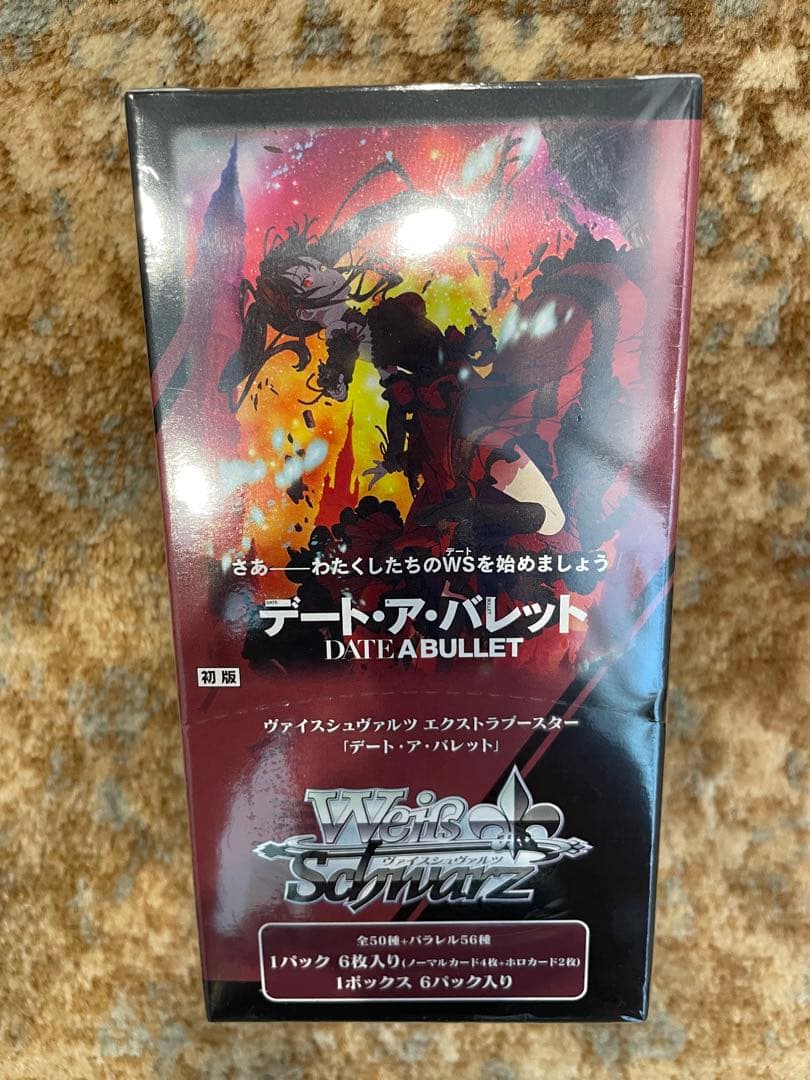 さあ――わたくしたちのWSを始めましょう
デート
デート・ア・バレット
DATE A BULLET
初版
ヴァイスシュヴァルツ エクストラブースター
「デート・ア・バレット」
Weiß
ヴァイスシュヴァルツ
Schwarz
全50種+パラレル56種
1パック 6枚入り(ノーマルカード4枚+ホロカード2枚)
1ボックス 6パック入り